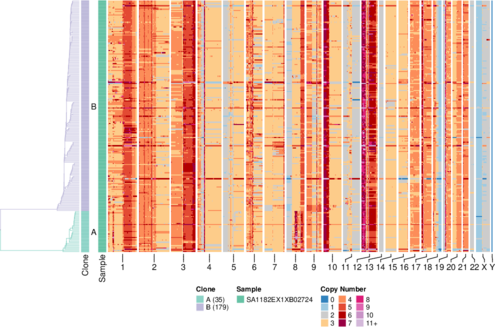 B
A
Clone
Sample
1 2 3 4 5 6 7 8 9 10 11 12 13 14 15 16 17 18 19 20 21 22 X Y
Clone Sample Copy Number
A (35) SA1182EX1XB02724 0 4 8
B (179) 1 5 9
2 6 10
3 7 11+